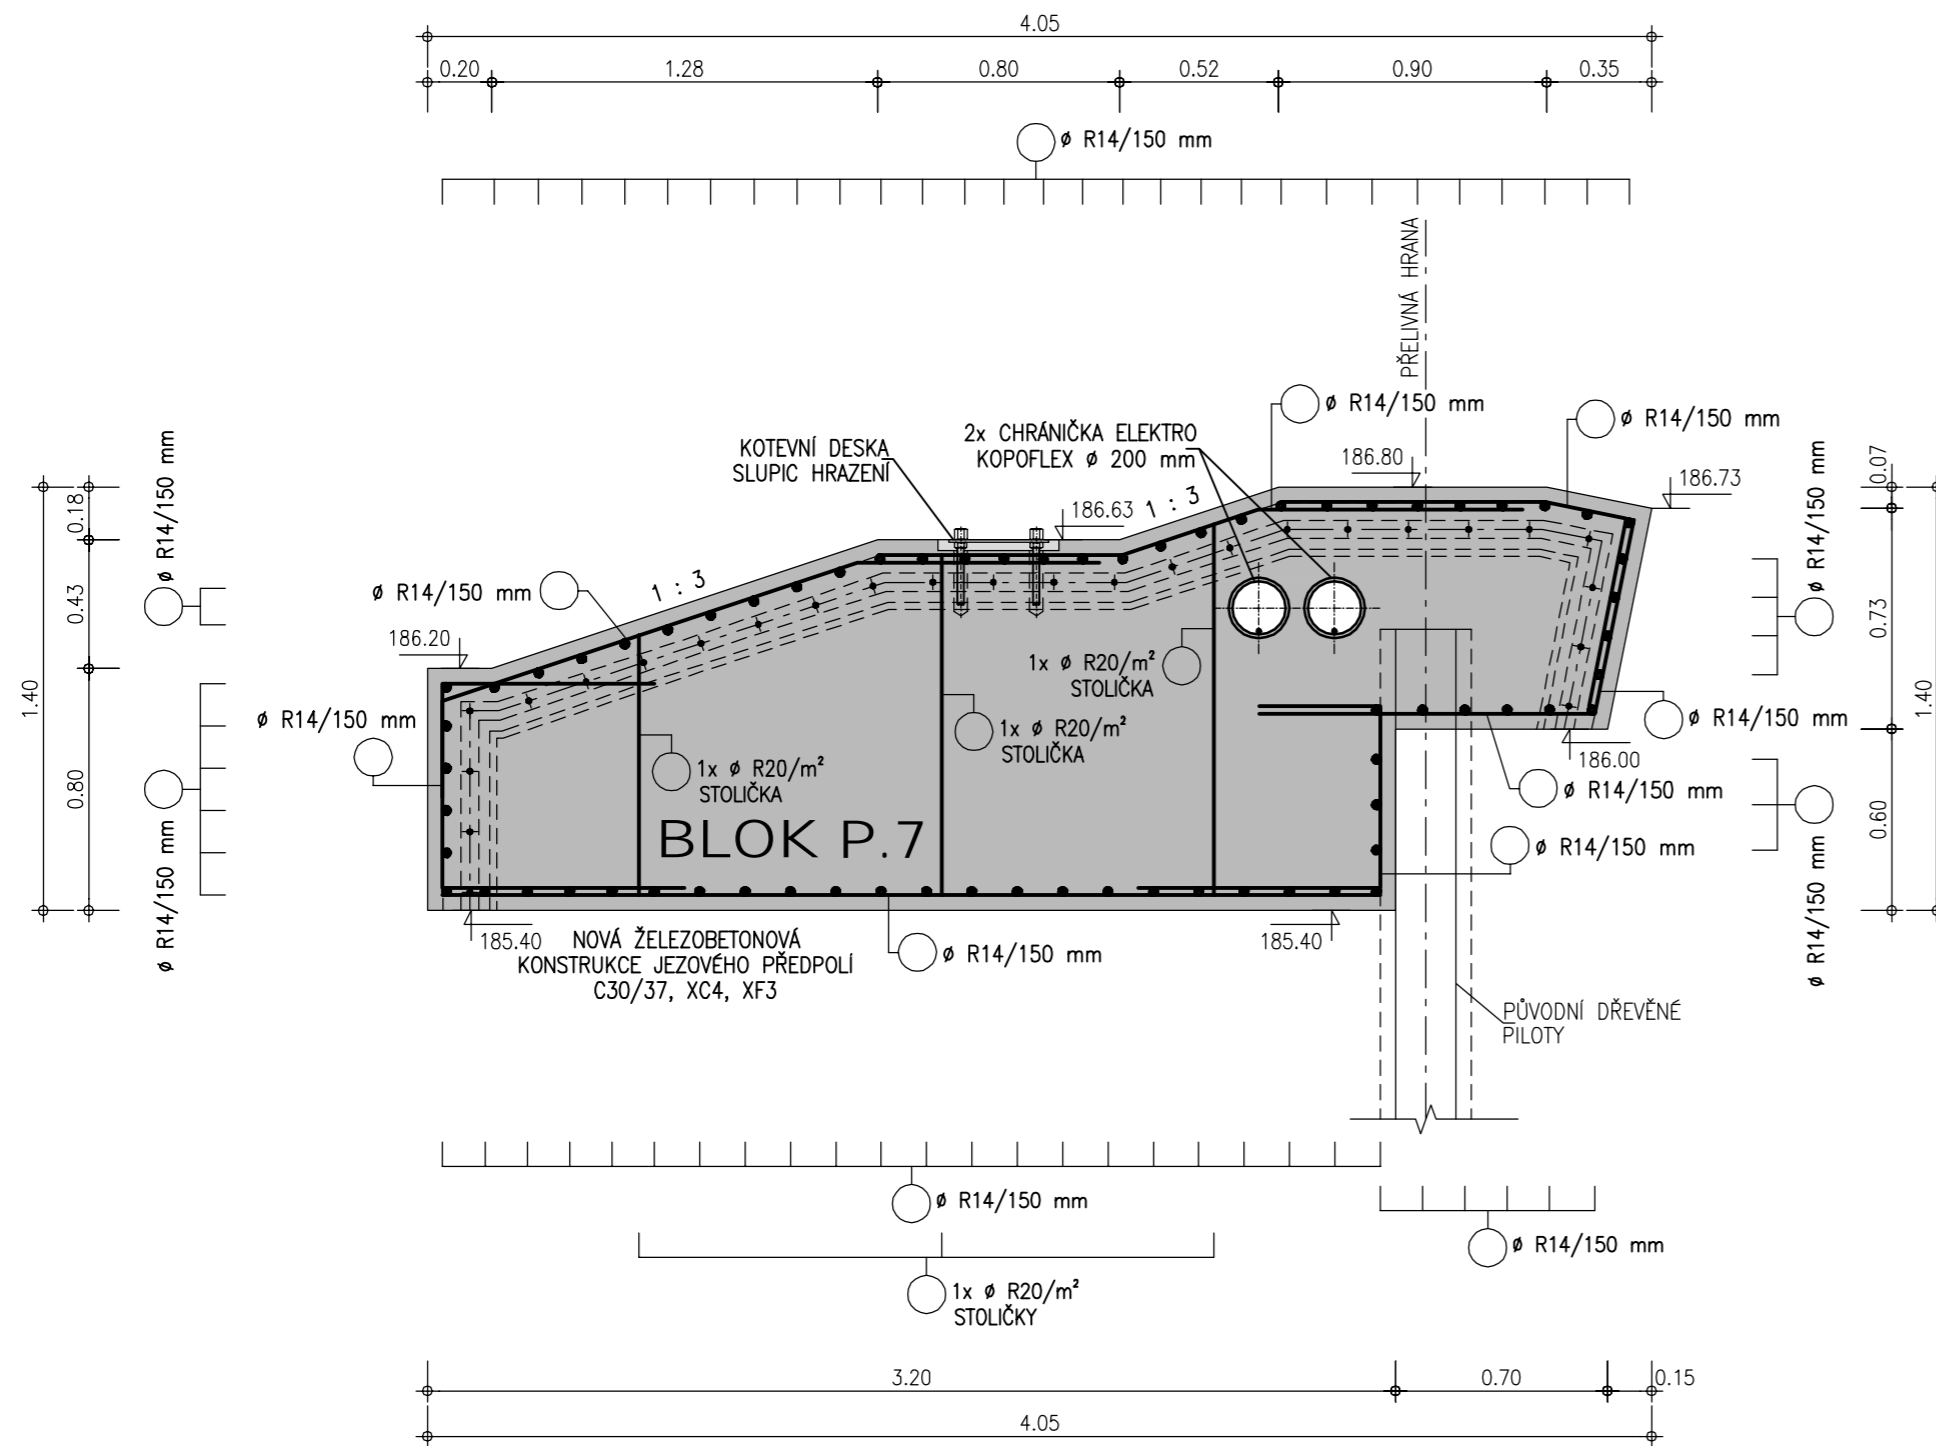 4.05
0.20 1.28 0.80 0.52 0.90 0.35
ø R14/150 mm
PŘELIVNÁ HRANA
ø R14/150 mm
ø R14/150 mm
KOTEVNÍ DESKA
SLUPIC HRAZENÍ
2x CHRÁNIČKA ELEKTRO
KOPOFLEX ø 200 mm
186.80
186.73
186.63
1 : 3
1 : 3
ø R14/150 mm
186.20
ø R14/150 mm
1.40
0.18
0.43
0.80
ø R14/150 mm
ø R14/150 mm
1x ø R20/m²
STOLIČKA
1x ø R20/m²
STOLIČKA
1x ø R20/m²
STOLIČKA
BLOK P.7
ø R14/150 mm
186.00
ø R14/150 mm
ø R14/150 mm
ø R14/150 mm
ø R14/150 mm
0.07
0.73
0.60
1.40
185.40
185.40
NOVÁ ŽELEZOBETONOVÁ
KONSTRUKCE JEZOVÉHO PŘEDPOLÍ
C30/37, XC4, XF3
ø R14/150 mm
PŮVODNÍ DŘEVĚNÉ
PILOTY
ø R14/150 mm
ø R14/150 mm
1x ø R20/m²
STOLIČKY
3.20 0.70 0.15
4.05